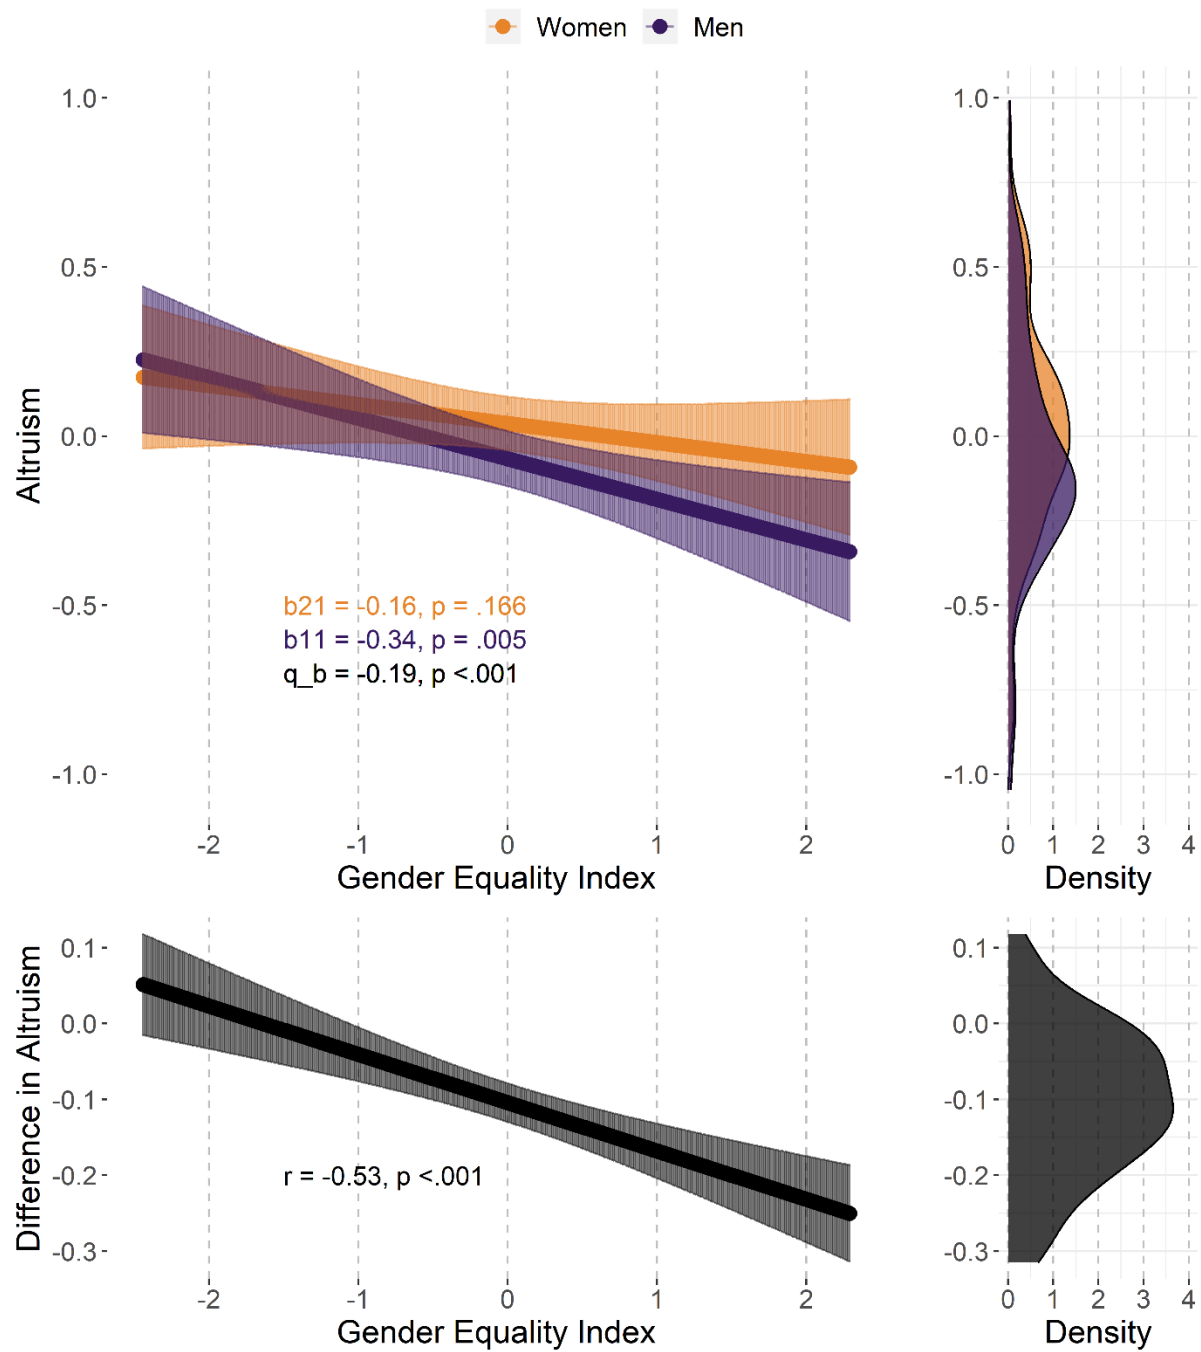 Women Men
1.0
0.5
0.0
-0.5
-1.0
Altruism
-2 -1 0 1 2
Gender Equality Index
b21 = -0.16, p = .166
b11 = -0.34, p = .005
q_b = -0.19, p <.001
1.0
0.5
0.0
-0.5
-1.0
0 1 2 3 4
Density
0.1
0.0
-0.1
-0.2
-0.3
Difference in Altruism
r = -0.53, p <.001
-2 -1 0 1 2
Gender Equality Index
0.1
0.0
-0.1
-0.2
-0.3
0 1 2 3 4
Density